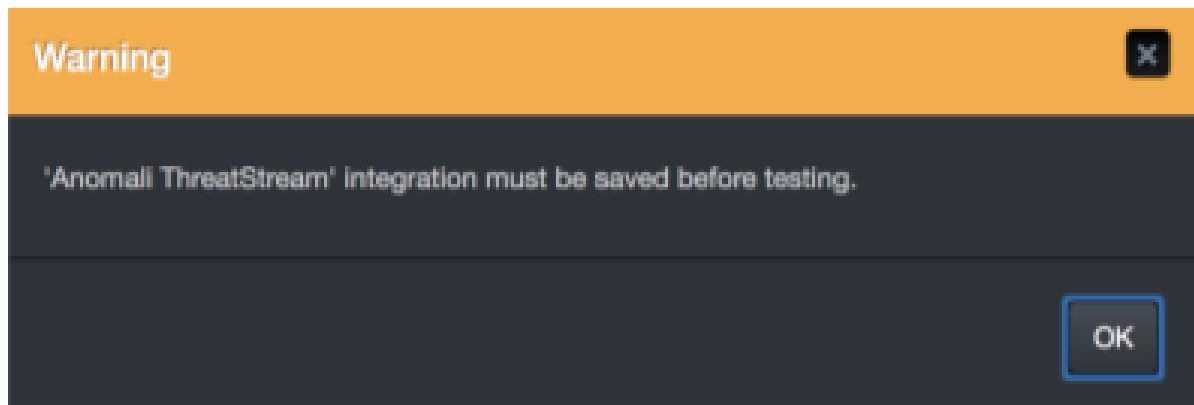 Warning
'Anomali ThreatStream' integration must be saved before testing.
OK